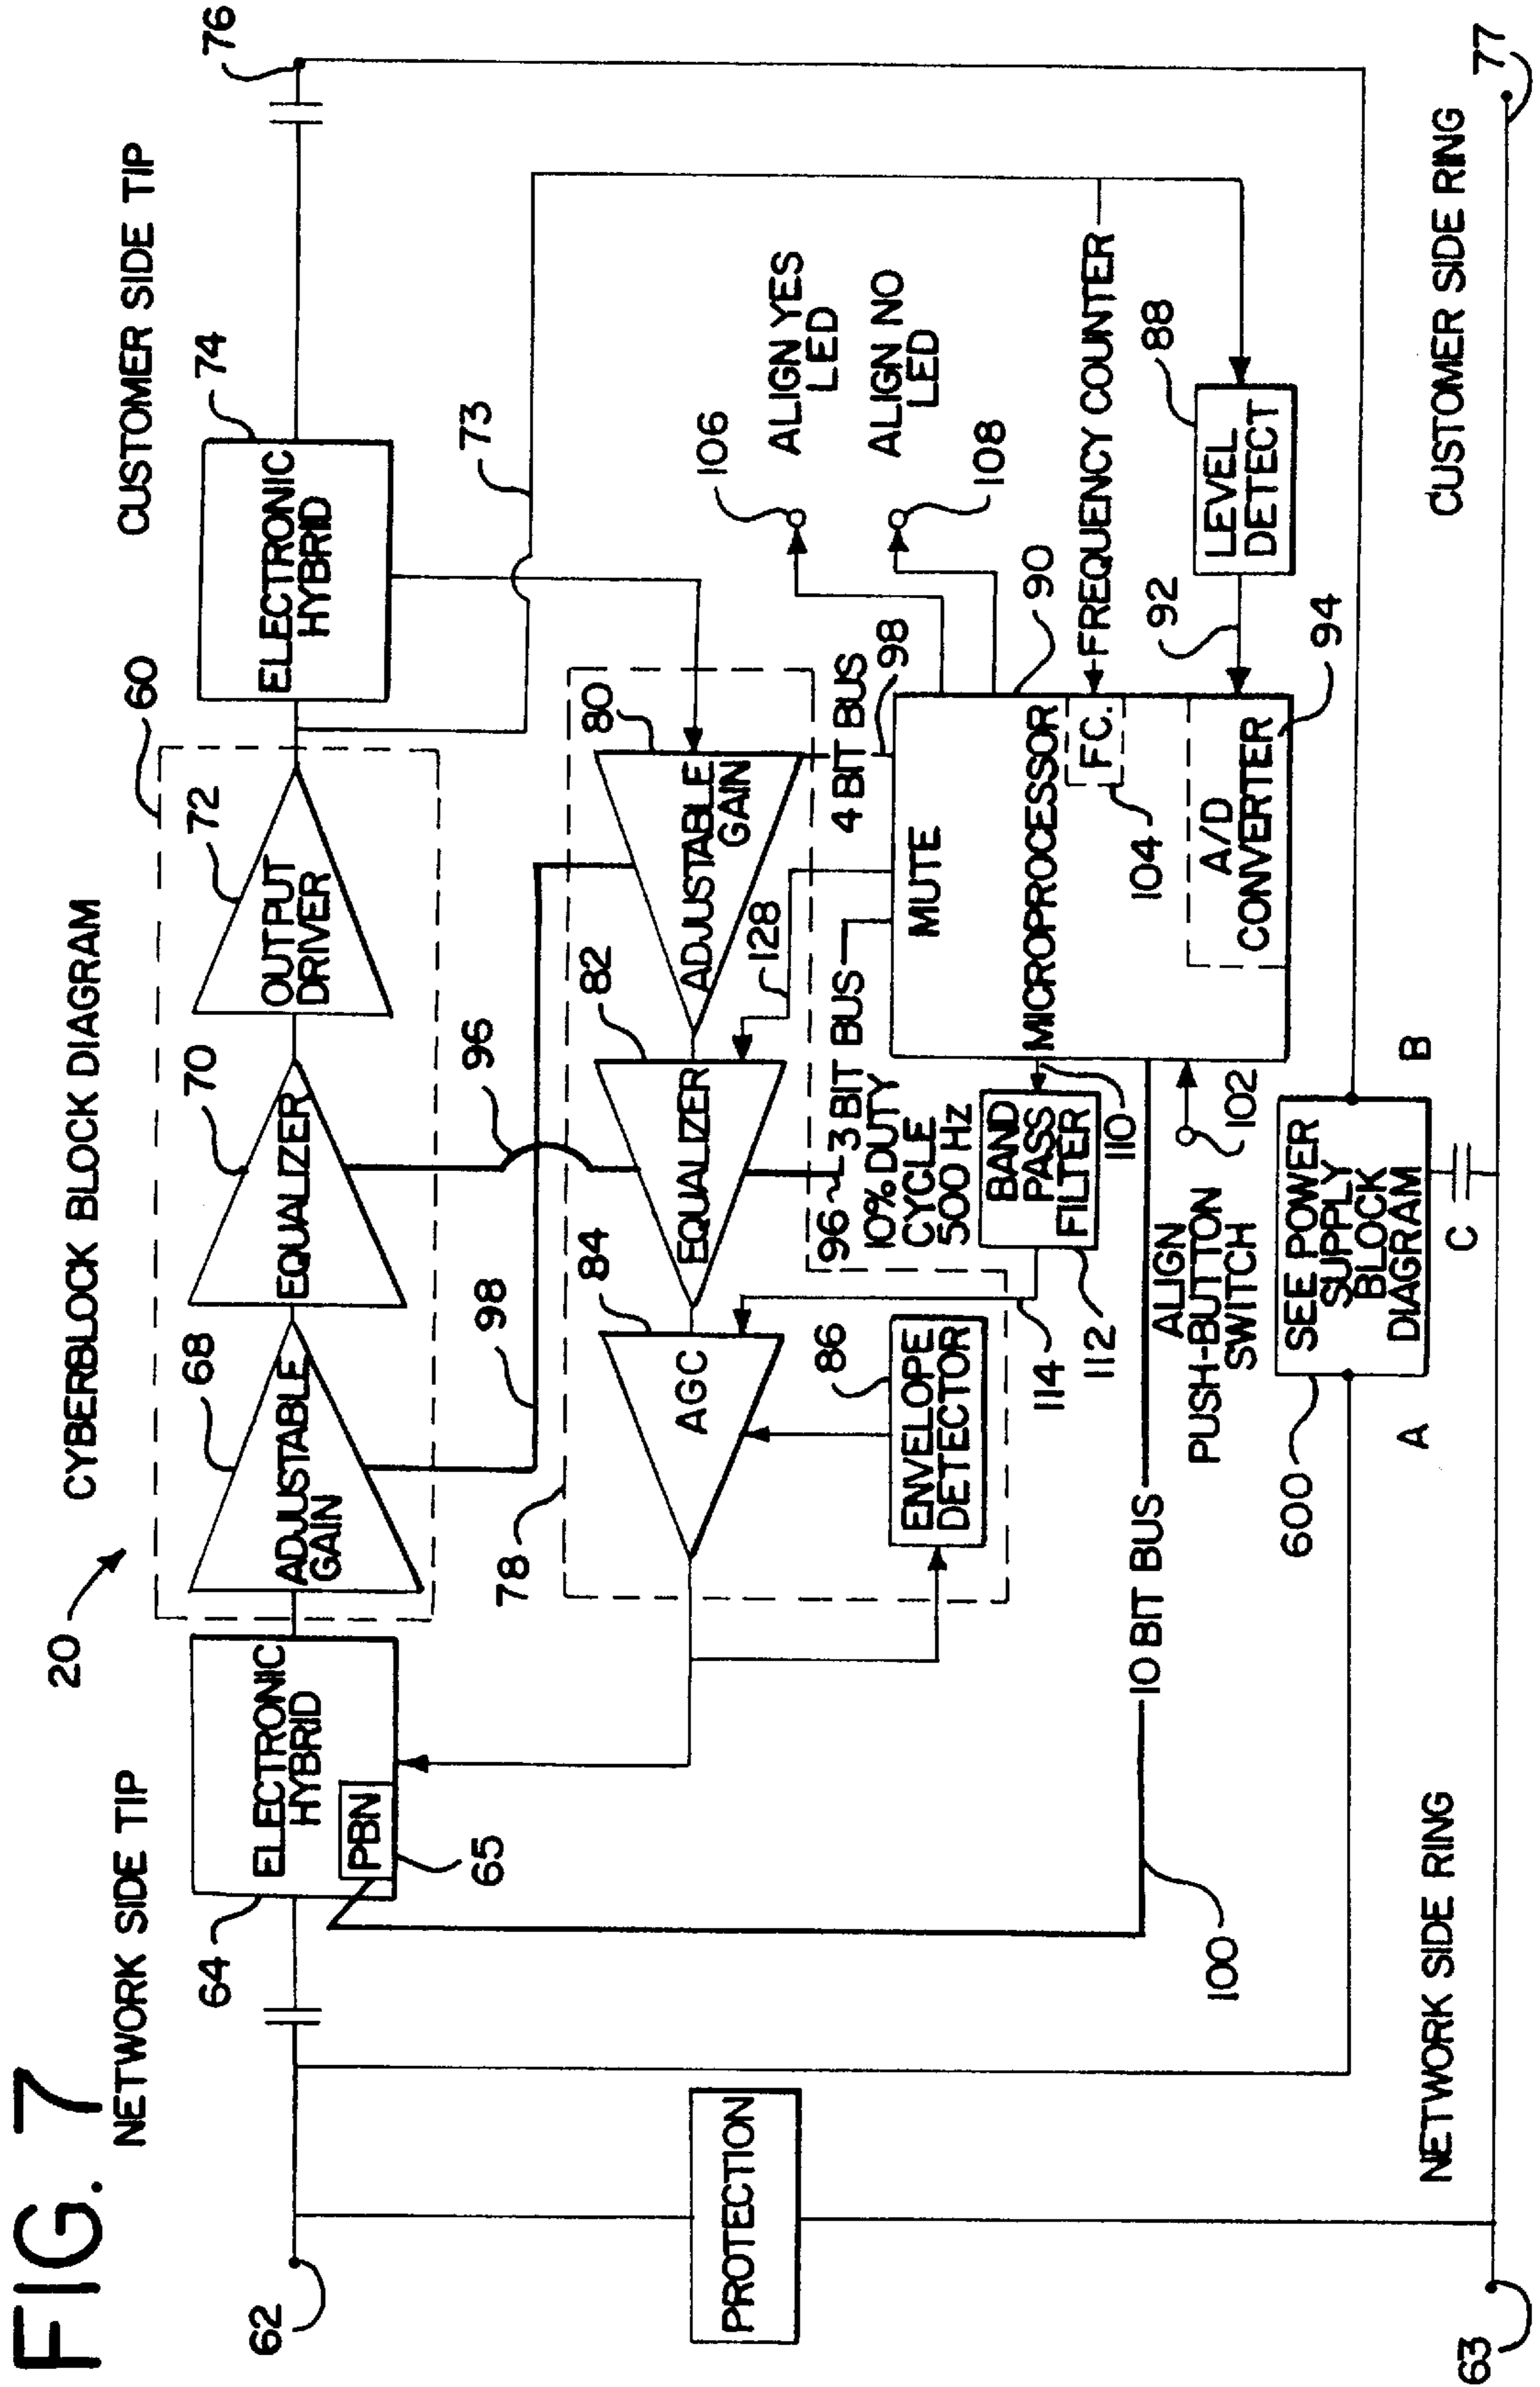 FIG. 7
CYBERBLOCK BLOCK DIAGRAM
20
NETWORK SIDE TIP
CUSTOMER SIDE TIP
60
62
64
ELECTRONIC
HYBRID
PBN
65
68
ADJUSTABLE
GAIN
70
EQUALIZER
72
OUTPUT
DRIVER
74
ELECTRONIC
HYBRID
76
73
96
98
78
84
AGC
82
EQUALIZER
80
ADJUSTABLE
GAIN
86
ENVELOPE
DETECTOR
128
96
3 BIT BUS
4 BIT BUS
98
10% DUTY
CYCLE
500 Hz
BAND
PASS
FILTER
110
112
114
MUTE
MICROPROCESSOR
90
F.C.
104
A/D
CONVERTER
94
106
ALIGN YES
LED
ALIGN NO
LED
108
FREQUENCY COUNTER
92
LEVEL
DETECT
88
PROTECTION
10 BIT BUS
100
ALIGN
PUSH-BUTTON
SWITCH
102
600
SEE POWER
SUPPLY
BLOCK
DIAGRAM
A
B
C
NETWORK SIDE RING
CUSTOMER SIDE RING
63
77